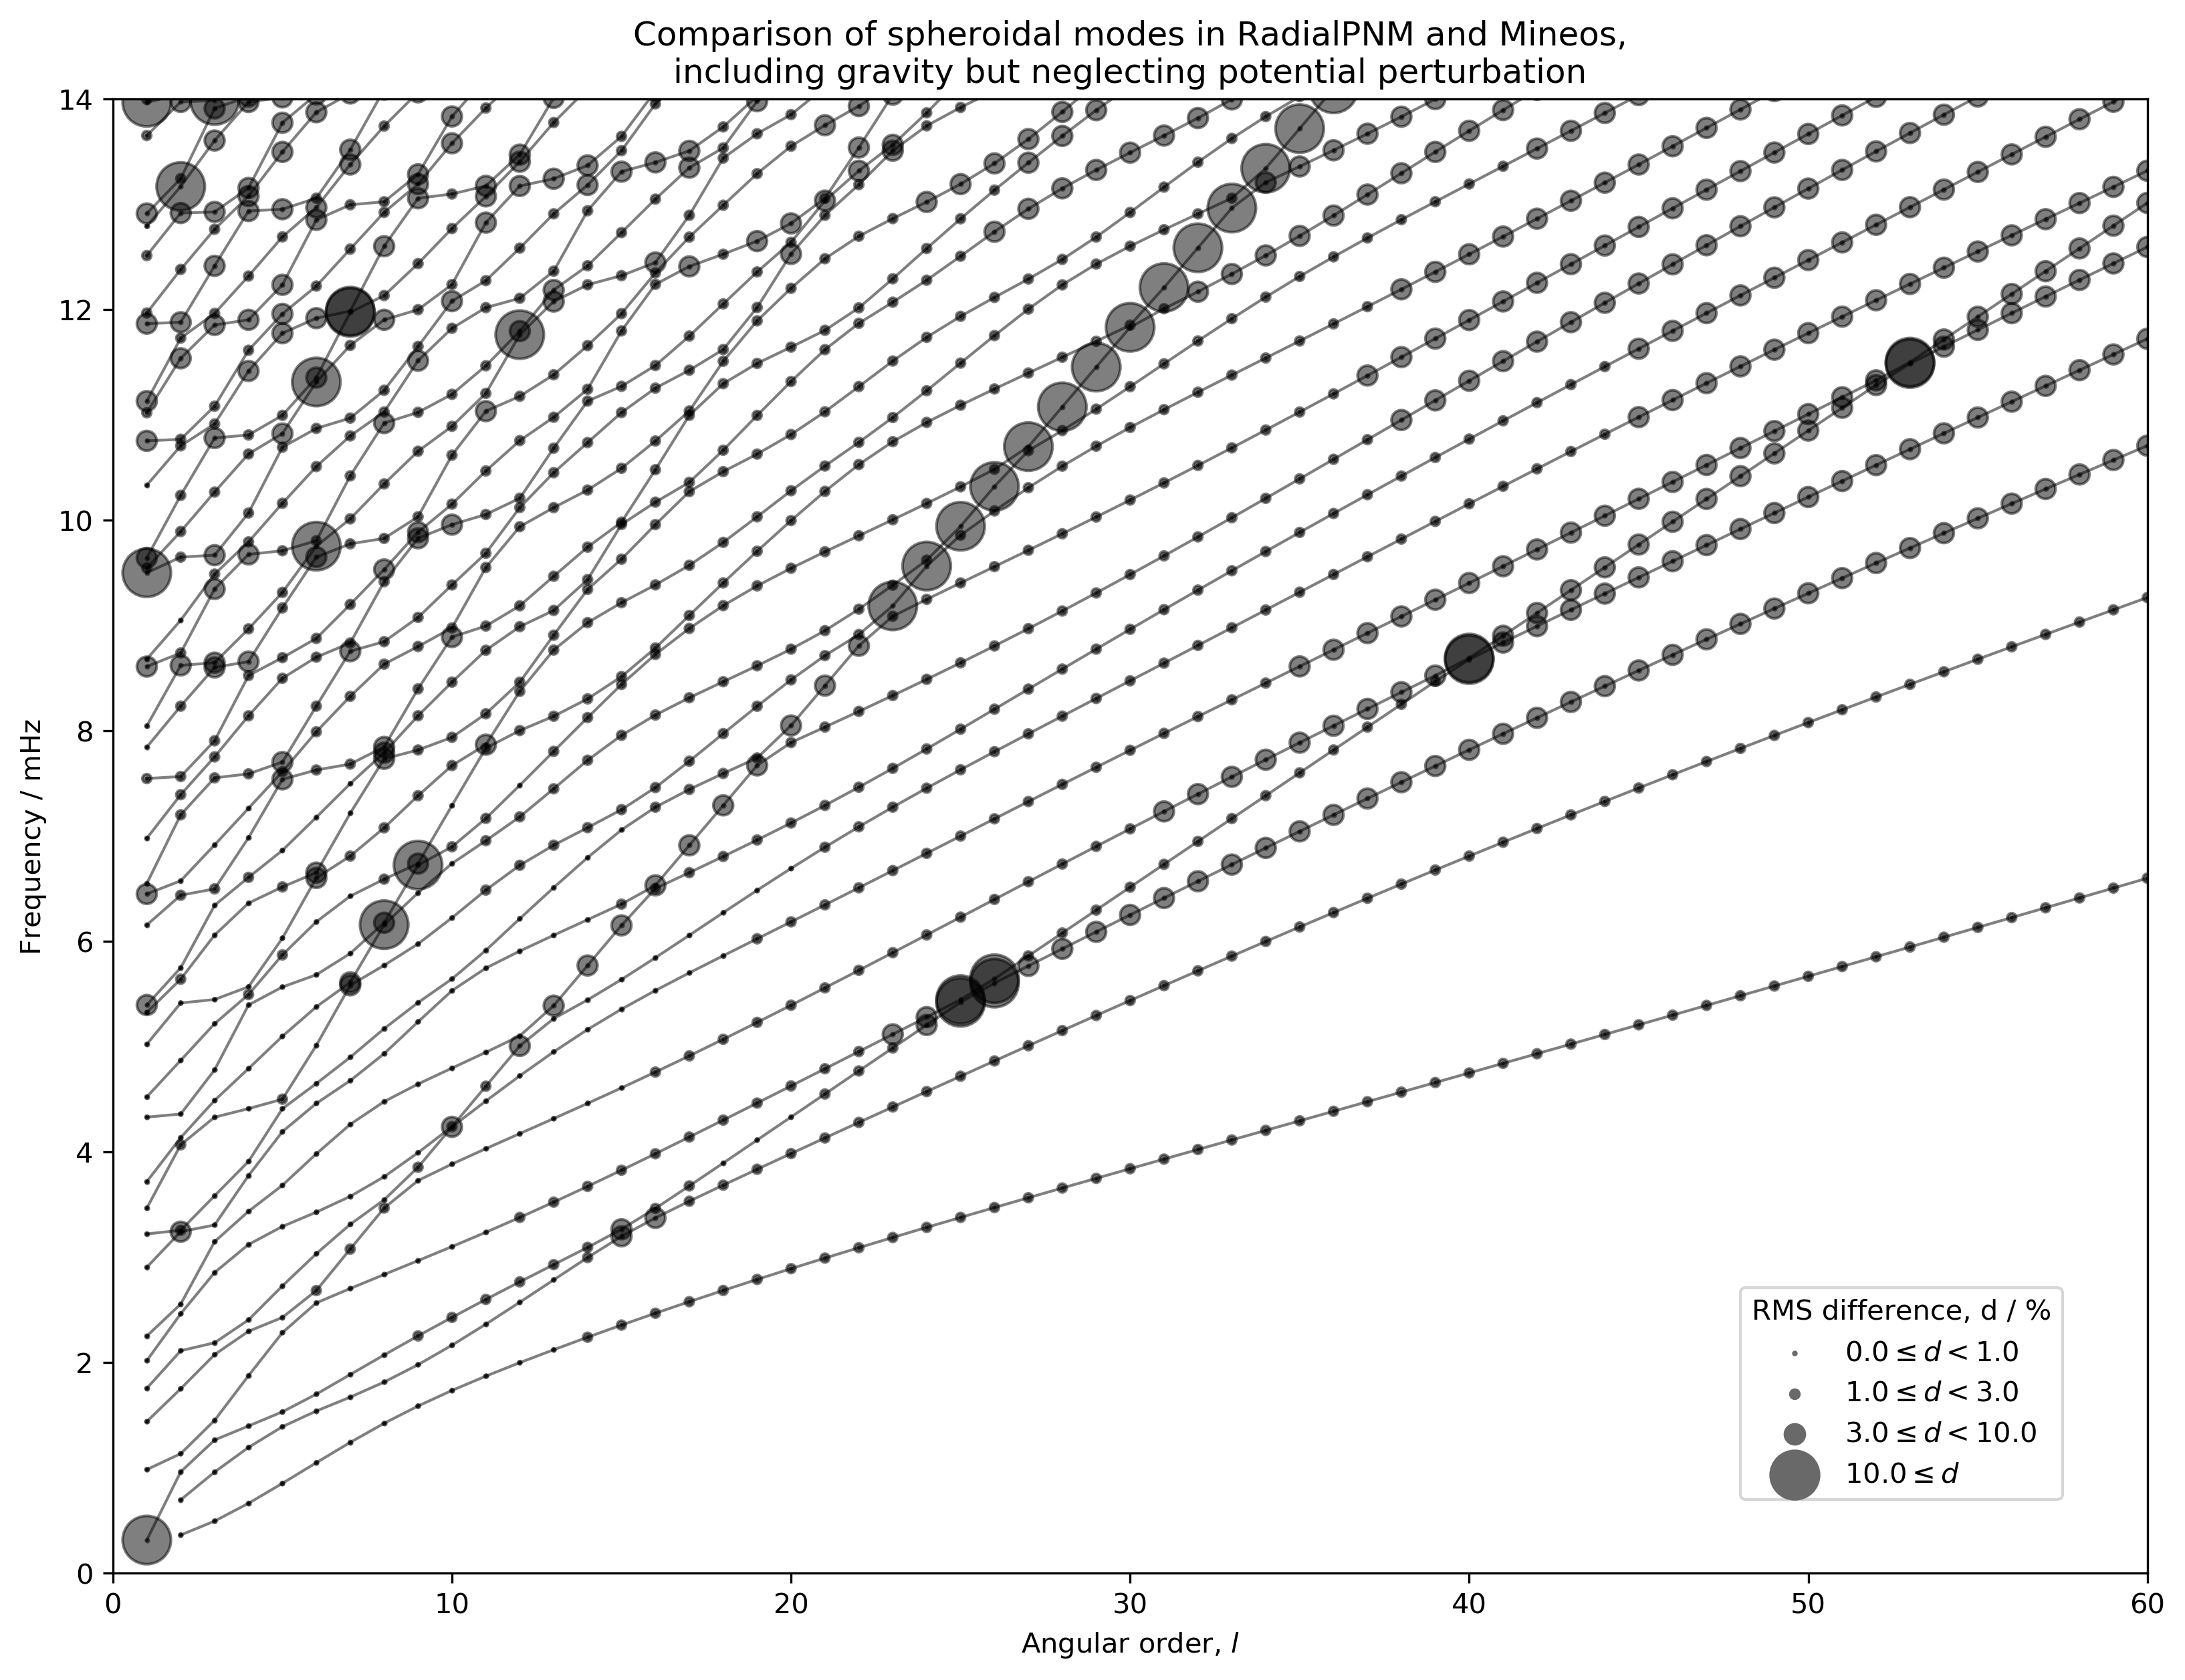 Comparison of spheroidal modes in RadialPNM and Mineos,
including gravity but neglecting potential perturbation
14
12
10
8
6
4
2
0
Frequency / mHz
0 10 20 30 40 50 60
Angular order, l
RMS difference, d / %
0.0 ≤ d < 1.0
1.0 ≤ d < 3.0
3.0 ≤ d < 10.0
10.0 ≤ d